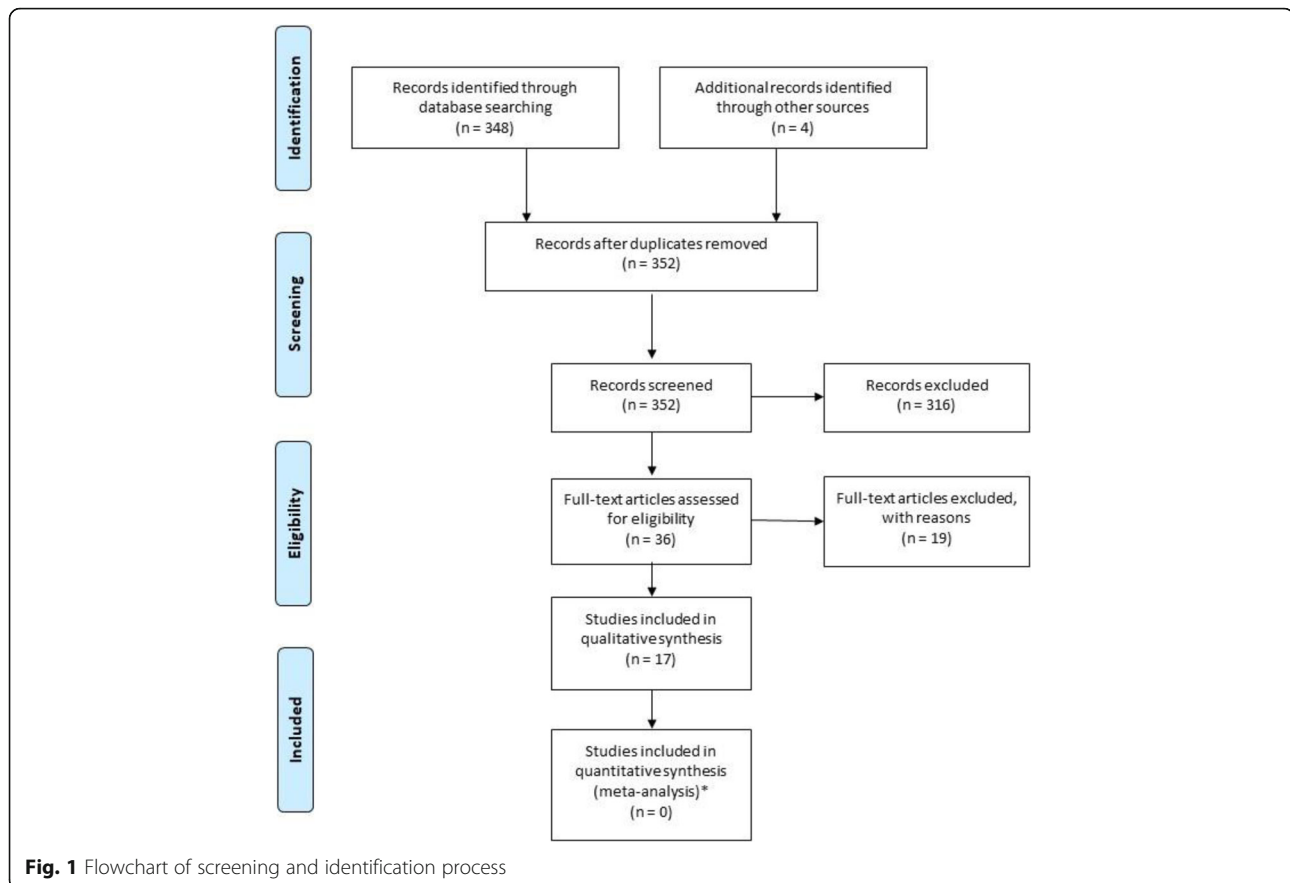 Identification
Records identified through
database searching
(n = 348)
Additional records identified
through other sources
(n = 4)
Screening
Records after duplicates removed
(n = 352)
Records screened
(n = 352)
Records excluded
(n = 316)
Eligibility
Full-text articles assessed
for eligibility
(n = 36)
Full-text articles excluded,
with reasons
(n = 19)
Included
Studies included in
qualitative synthesis
(n = 17)
Studies included in
quantitative synthesis
(meta-analysis)*
(n = 0)
Fig. 1 Flowchart of screening and identification process